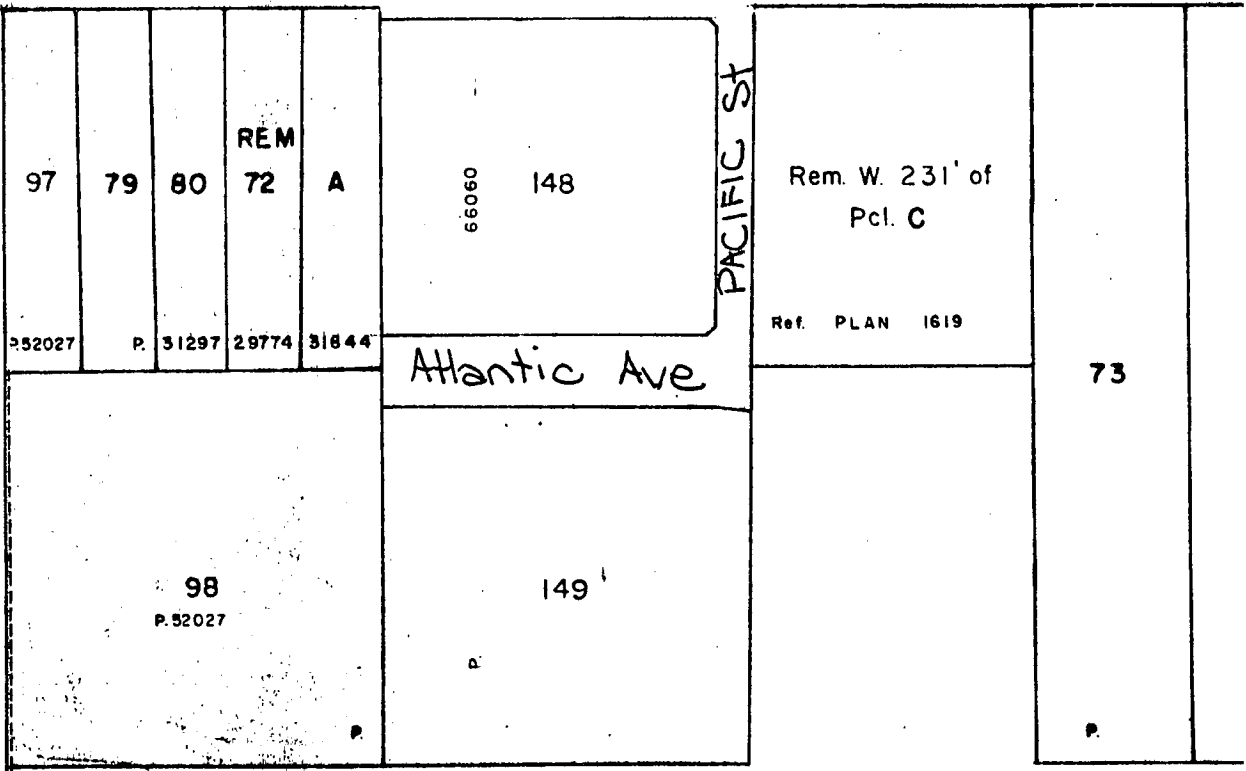 97
79
80
REM
72
A
P.52027
P.
31297
29774
31844
66060
148
PACIFIC St
Rem. W. 231' of
Pcl. C
Ref. PLAN 1619
Atlantic Ave
73
98
P.52027
P.
149
P.
P.